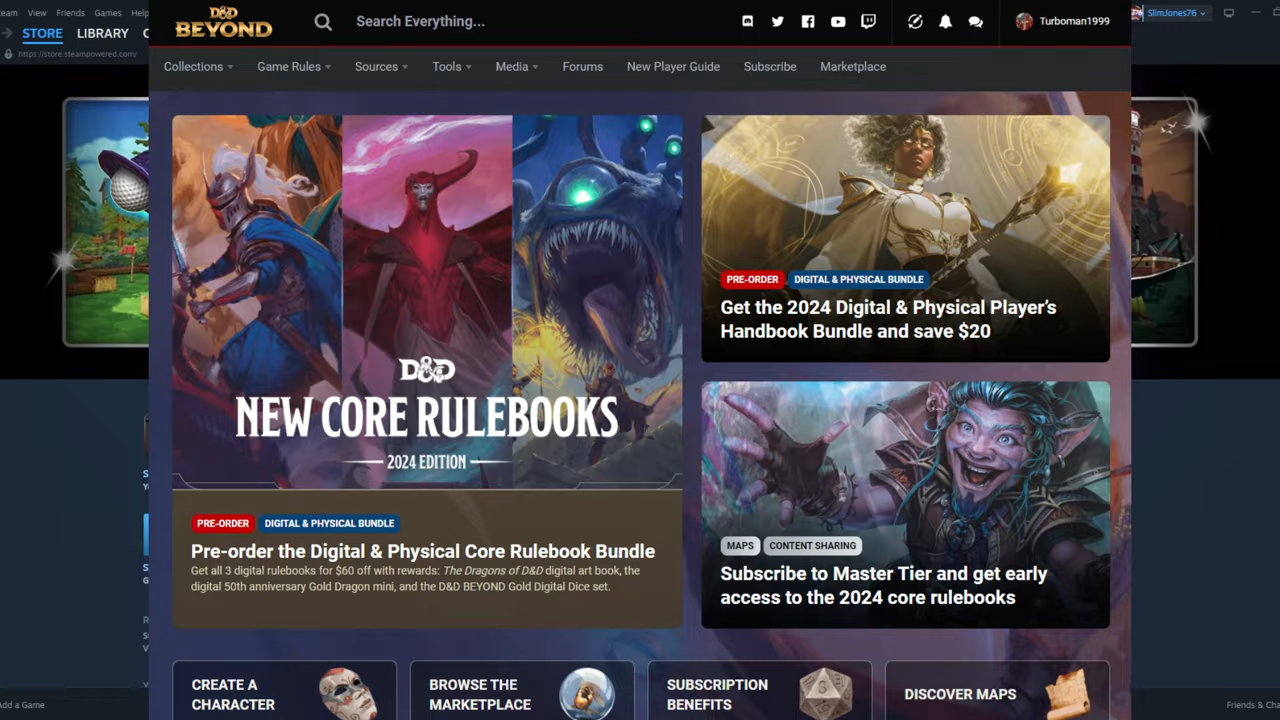 View
Friends
Games
Help
STORE
LIBRARY
https://store.steampowered.com/
SlimJones76
D&D
BEYOND
Search Everything...
Turboman1999
Collections
Game Rules
Sources
Tools
Media
Forums
New Player Guide
Subscribe
Marketplace
D&D
NEW CORE RULEBOOKS
2024 EDITION
PRE-ORDER
DIGITAL & PHYSICAL BUNDLE
Pre-order the Digital & Physical Core Rulebook Bundle
Get all 3 digital rulebooks for $60 off with rewards: The Dragons of D&D digital art book, the
digital 50th anniversary Gold Dragon mini, and the D&D BEYOND Gold Digital Dice set.
PRE-ORDER
DIGITAL & PHYSICAL BUNDLE
Get the 2024 Digital & Physical Player's
Handbook Bundle and save $20
MAPS
CONTENT SHARING
Subscribe to Master Tier and get early
access to the 2024 core rulebooks
CREATE A
CHARACTER
BROWSE THE
MARKETPLACE
SUBSCRIPTION
BENEFITS
DISCOVER MAPS
Add a Game
Friends & Cha